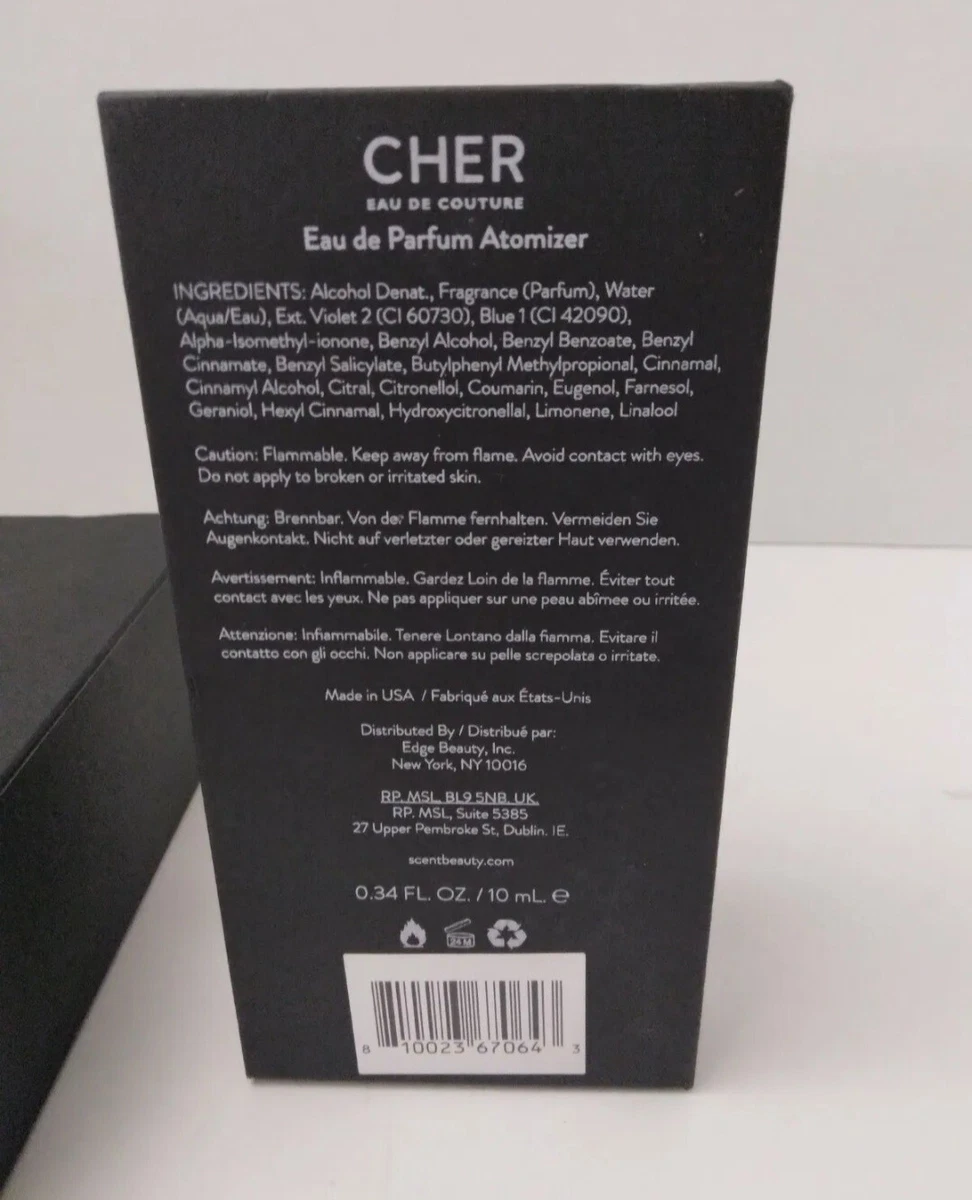 CHER
EAU DE COUTURE
Eau de Parfum Atomizer
INGREDIENTS: Alcohol Denat., Fragrance (Parfum), Water
(Aqua/Eau), Ext. Violet 2 (CI 60730), Blue 1 (CI 42090),
Alpha-Isomethyl-ionone, Benzyl Alcohol, Benzyl Benzoate, Benzyl
Cinnamate, Benzyl Salicylate, Butylphenyl Methylpropional, Cinnamal,
Cinnamyl Alcohol, Citral, Citronellol, Coumarin, Eugenol, Farnesol,
Geraniol, Hexyl Cinnamal, Hydroxycitronellal, Limonene, Linalool
Caution: Flammable. Keep away from flame. Avoid contact with eyes.
Do not apply to broken or irritated skin.
Achtung: Brennbar. Von der Flamme fernhalten. Vermeiden Sie
Augenkontakt. Nicht auf verletzter oder gereizter Haut verwenden.
Avertissement: Inflammable. Gardez Loin de la flamme. Éviter tout
contact avec les yeux. Ne pas appliquer sur une peau abîmee ou irritée.
Attenzione: Infiammabile. Tenere Lontano dalla fiamma. Evitare il
contatto con gli occhi. Non applicare su pelle screpolata o irritate.
Made in USA / Fabriqué aux États-Unis
Distributed By / Distribué par:
Edge Beauty, Inc.
New York, NY 10016
RP. MSL, BL9 5NB, UK.
RP. MSL, Suite 5385
27 Upper Pembroke St, Dublin. IE.
scentbeauty.com
0.34 FL. OZ. / 10 mL. ℮
24 M
8 10023 67064 3